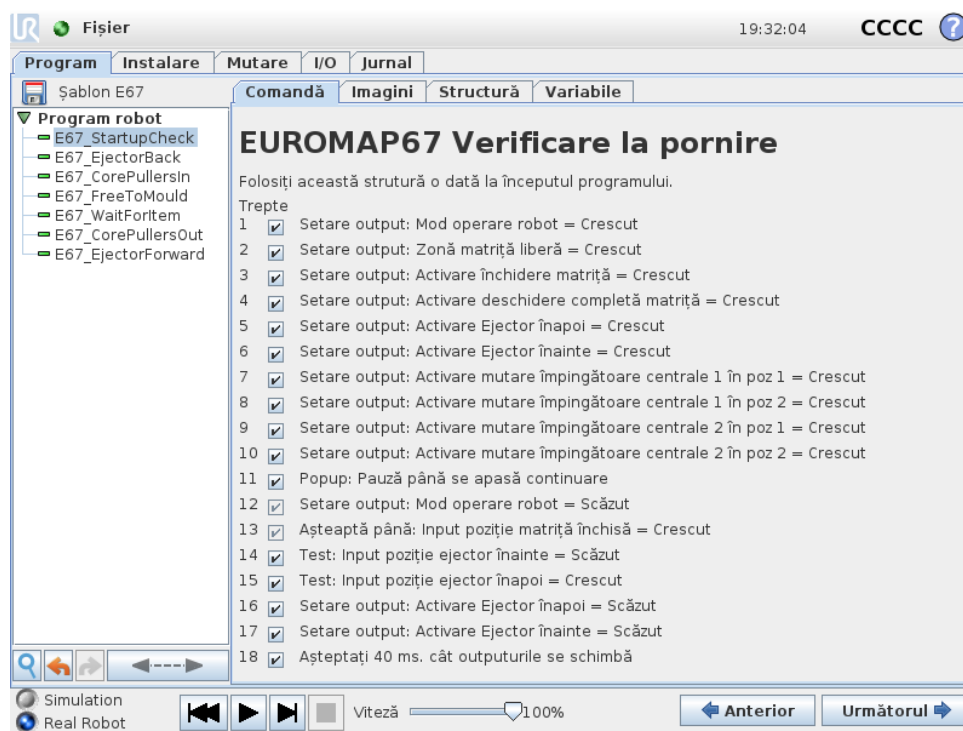 UR Fișier 19:32:04 CCCC ?
Program Instalare Mutare I/O Jurnal
Șablon E67 Comandă Imagini Structură Variabile
Program robot
E67_StartupCheck
E67_EjectorBack
E67_CorePullersIn
E67_FreeToMould
E67_WaitForItem
E67_CorePullersOut
E67_EjectorForward
EUROMAP67 Verificare la pornire
Folosiți această strutură o dată la începutul programului.
Trepte
1 Setare output: Mod operare robot = Crescut
2 Setare output: Zonă matriță liberă = Crescut
3 Setare output: Activare închidere matriță = Crescut
4 Setare output: Activare deschidere completă matriță = Crescut
5 Setare output: Activare Ejector înapoi = Crescut
6 Setare output: Activare Ejector înainte = Crescut
7 Setare output: Activare mutare împingătoare centrale 1 în poz 1 = Crescut
8 Setare output: Activare mutare împingătoare centrale 1 în poz 2 = Crescut
9 Setare output: Activare mutare împingătoare centrale 2 în poz 1 = Crescut
10 Setare output: Activare mutare împingătoare centrale 2 în poz 2 = Crescut
11 Popup: Pauză până se apasă continuare
12 Setare output: Mod operare robot = Scăzut
13 Așteaptă până: Input poziție matriță închisă = Crescut
14 Test: Input poziție ejector înainte = Scăzut
15 Test: Input poziție ejector înapoi = Crescut
16 Setare output: Activare Ejector înapoi = Scăzut
17 Setare output: Activare Ejector înainte = Scăzut
18 Așteptați 40 ms. cât outputurile se schimbă
Simulation
Real Robot
Viteză 100%
Anterior Următorul